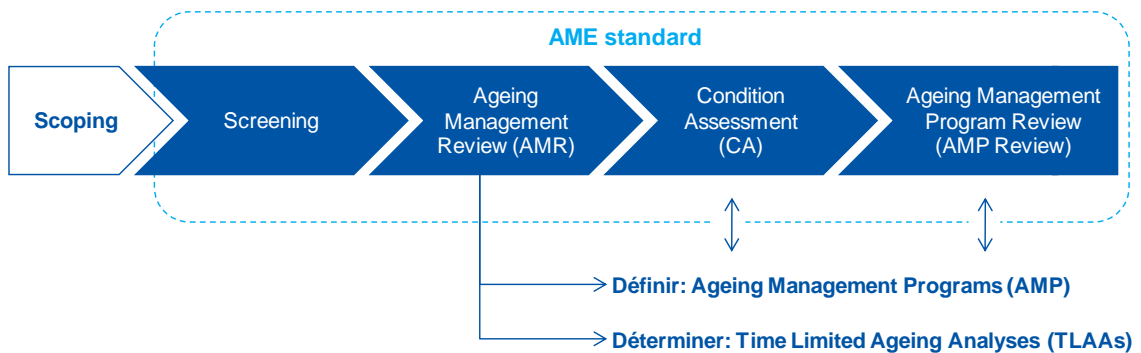 AME standard
Scoping
Screening
Ageing
Management
Review (AMR)
Condition
Assessment
(CA)
Ageing Management
Program Review
(AMP Review)
Définir: Ageing Management Programs (AMP)
Déterminer: Time Limited Ageing Analyses (TLAAs)